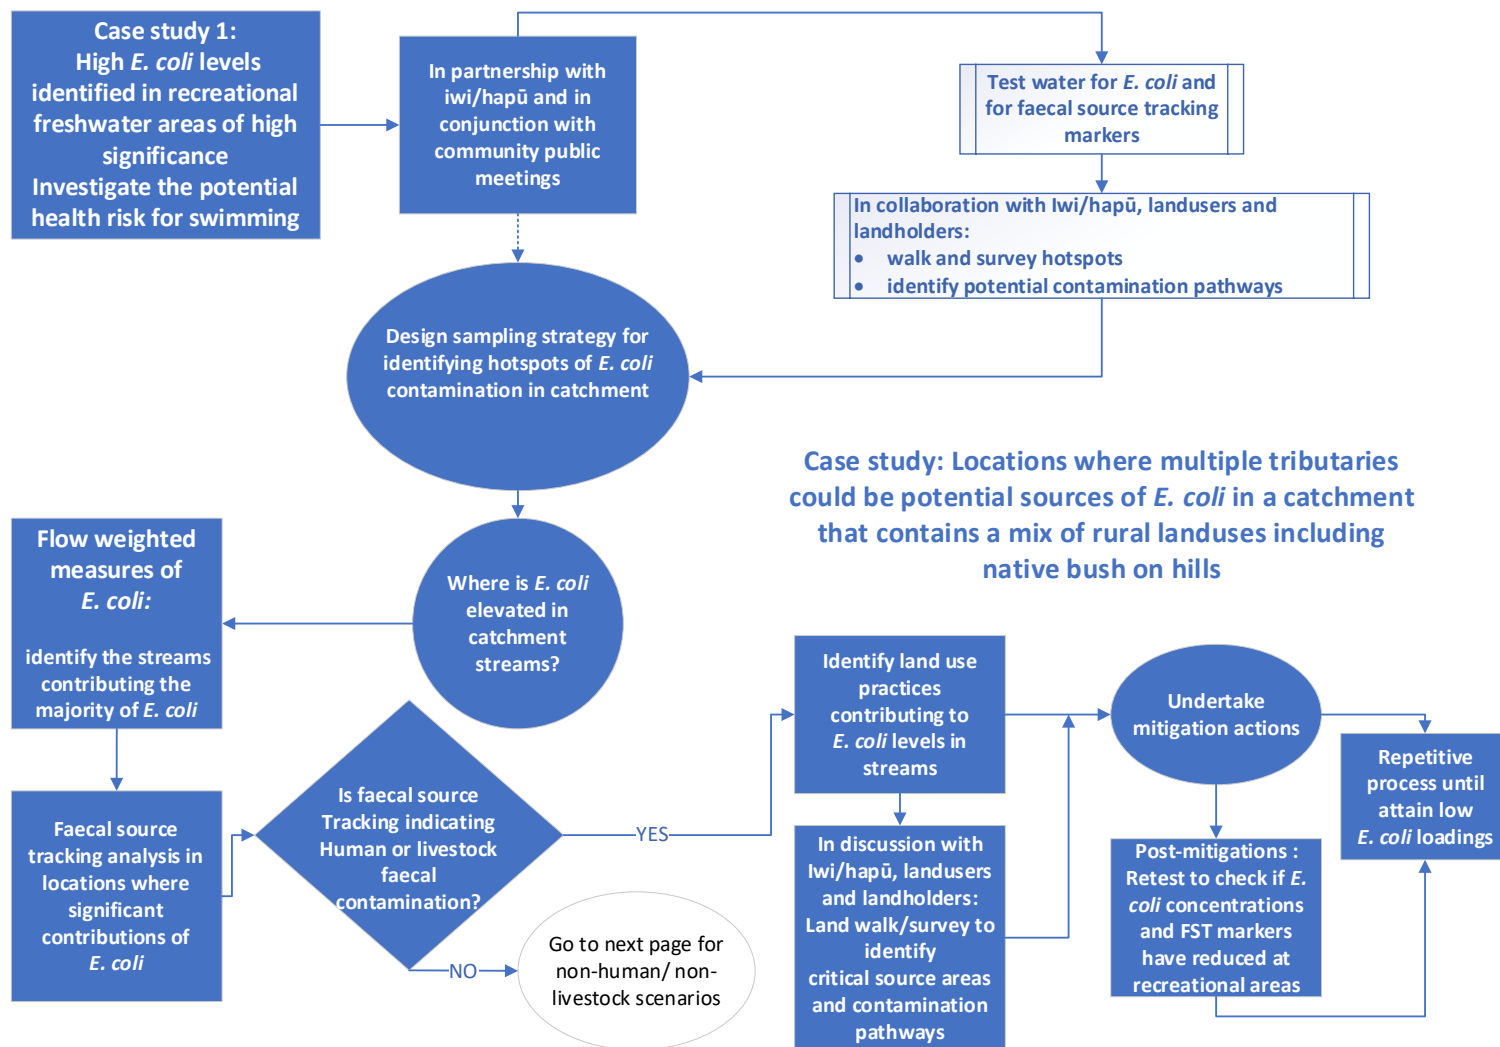 Case study 1:
High E. coli levels
identified in recreational
freshwater areas of high
significance
Investigate the potential
health risk for swimming
In partnership with
iwi/hapū and in
conjunction with
community public
meetings
Test water for E. coli and
for faecal source tracking
markers
In collaboration with Iwi/hapū, landusers and
landholders:
• walk and survey hotspots
• identify potential contamination pathways
Design sampling strategy for
identifying hotspots of E. coli
contamination in catchment
Case study: Locations where multiple tributaries
could be potential sources of E. coli in a catchment
that contains a mix of rural landuses including
native bush on hills
Where is E. coli
elevated in
catchment
streams?
Flow weighted
measures of
E. coli:
identify the streams
contributing the
majority of E. coli
Faecal source
tracking analysis in
locations where
significant
contributions of
E. coli
Is faecal source
Tracking indicating
Human or livestock
faecal
contamination?
YES
NO
Go to next page for
non-human/ non-
livestock scenarios
Identify land use
practices
contributing to
E. coli levels in
streams
In discussion with
Iwi/hapū, landusers
and landholders:
Land walk/survey to
identify
critical source areas
and contamination
pathways
Undertake
mitigation actions
Post-mitigations :
Retest to check if E.
coli concentrations
and FST markers
have reduced at
recreational areas
Repetitive
process until
attain low
E. coli loadings